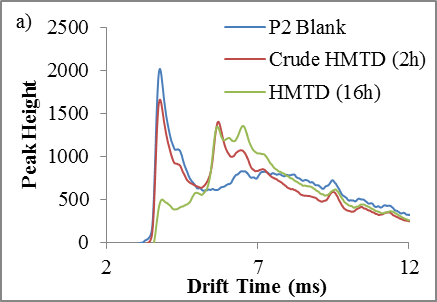 a)
P2 Blank
Crude HMTD (2h)
HMTD (16h)
2500
2000
1500
1000
500
0
Peak Height
2
7
12
Drift Time (ms)